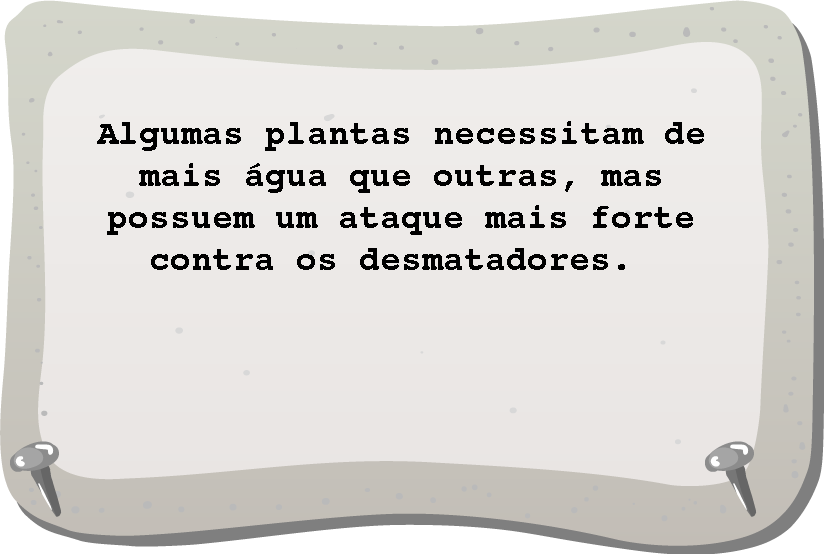 Algumas plantas necessitam de
mais água que outras, mas
possuem um ataque mais forte
contra os desmatadores.